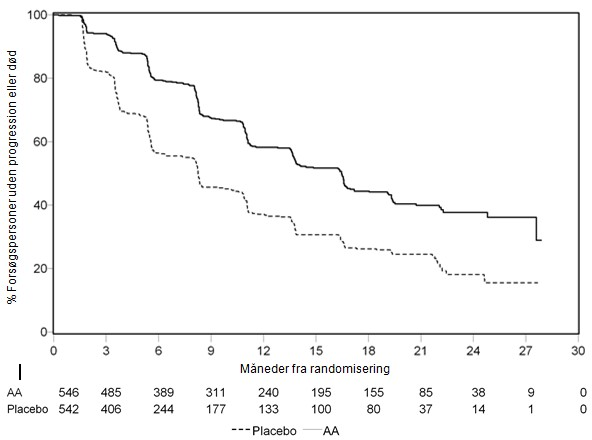 100
80
60
40
20
0
% Forsøgspersoner uden progression eller død
0 3 6 9 12 15 18 21 24 27 30
Måneder fra randomisering
AA 546 485 389 311 240 195 155 85 38 9 0
Placebo 542 406 244 177 133 100 80 37 14 1 0
Placebo AA